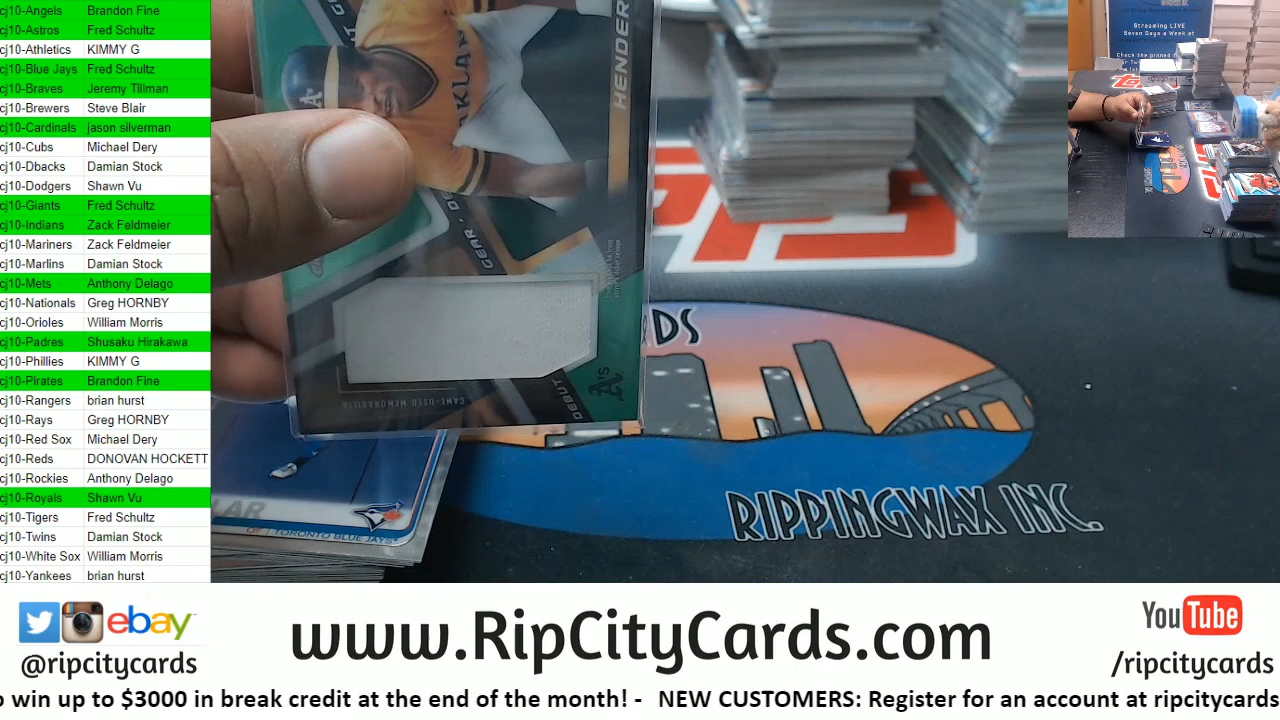 cj10-Angels Brandon Fine
cj10-Astros Fred Schultz
cj10-Athletics KIMMY G
cj10-Blue Jays Fred Schultz
cj10-Braves Jeremy Tillman
cj10-Brewers Steve Blair
cj10-Cardinals jason silverman
cj10-Cubs Michael Dery
cj10-Dbacks Damian Stock
cj10-Dodgers Shawn Vu
cj10-Giants Fred Schultz
cj10-Indians Zack Feldmeier
cj10-Mariners Zack Feldmeier
cj10-Marlins Damian Stock
cj10-Mets Anthony Delago
cj10-Nationals Greg HORNBY
cj10-Orioles William Morris
cj10-Padres Shusaku Hirakawa
cj10-Phillies KIMMY G
cj10-Pirates Brandon Fine
cj10-Rangers brian hurst
cj10-Rays Greg HORNBY
cj10-Red Sox Michael Dery
cj10-Reds DONOVAN HOCKETT
cj10-Rockies Anthony Delago
cj10-Royals Shawn Vu
cj10-Tigers Fred Schultz
cj10-Twins Damian Stock
cj10-White Sox William Morris
cj10-Yankees brian hurst
HENDER
GEAR
DEBUT
A's
GAME-USED MEMORABILIA
LAR
OF | TORONTO BLUE JAYS
RDS
RIPPINGWAX INC.
Streaming LIVE
Seven Days a Week at
Check the pinned
ebay
@ripcitycards
www.RipCityCards.com
YouTube
/ripcitycards
o win up to $3000 in break credit at the end of the month! - NEW CUSTOMERS: Register for an account at ripcitycards